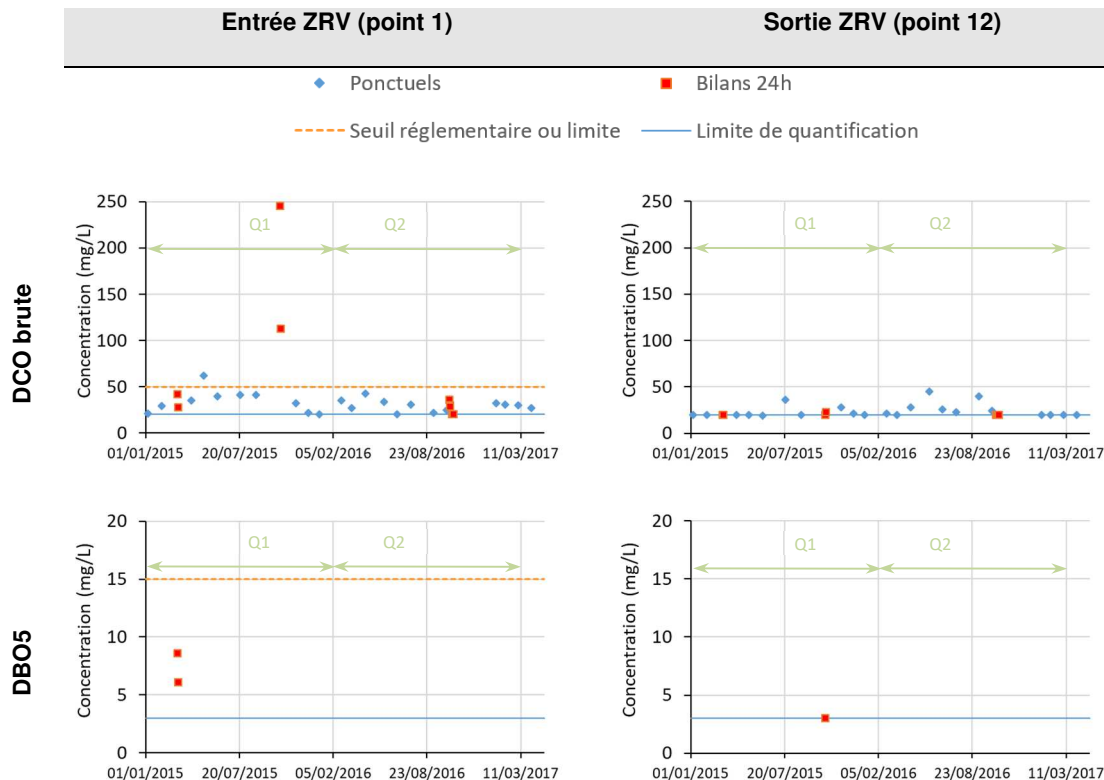 Entrée ZRV (point 1) Sortie ZRV (point 12)
Ponctuels Bilans 24h
Seuil réglementaire ou limite Limite de quantification
DCO brute
Concentration (mg/L)
250
200
150
100
50
0
Q1 Q2
01/01/2015 20/07/2015 05/02/2016 23/08/2016 11/03/2017
Concentration (mg/L)
250
200
150
100
50
0
Q1 Q2
01/01/2015 20/07/2015 05/02/2016 23/08/2016 11/03/2017
DBO5
Concentration (mg/L)
20
15
10
5
0
Q1 Q2
01/01/2015 20/07/2015 05/02/2016 23/08/2016 11/03/2017
Concentration (mg/L)
20
15
10
5
0
Q1 Q2
01/01/2015 20/07/2015 05/02/2016 23/08/2016 11/03/2017